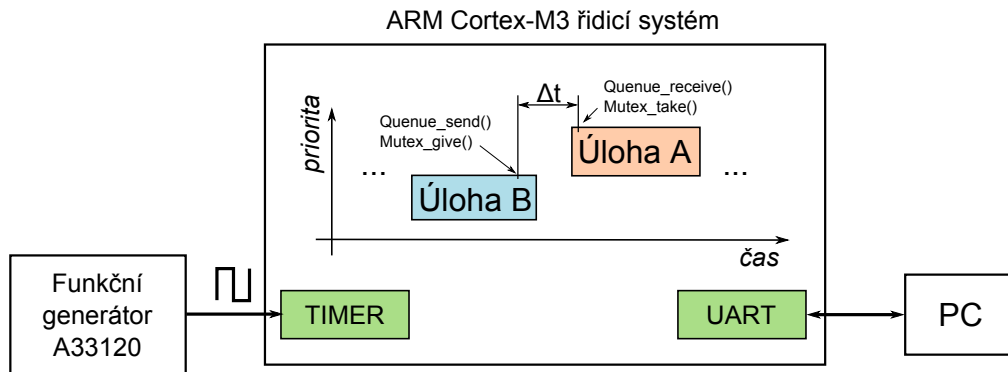 ARM Cortex-M3 řidicí systém
priorita
Quenue_send()
Mutex_give()
Δt
Quenue_receive()
Mutex_take()
...
Úloha B
Úloha A
...
čas
Funkční
generátor
A33120
TIMER
UART
PC